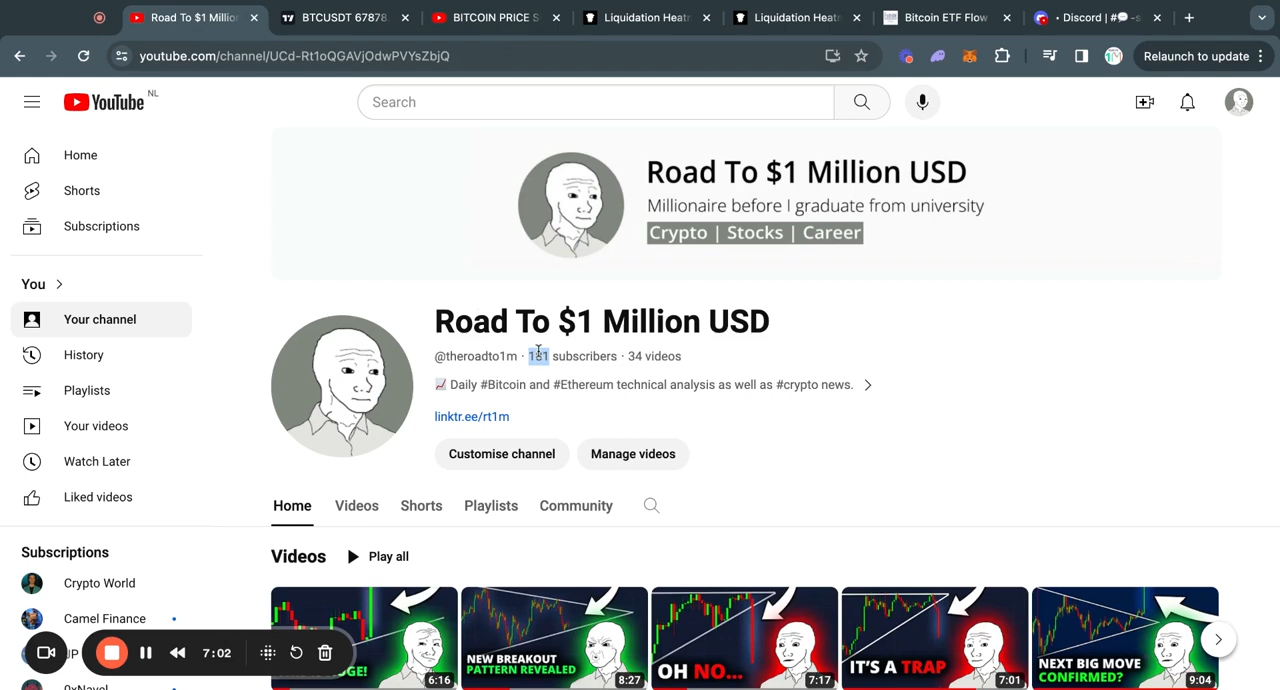 Road To $1 Millior
BTCUSDT 67878.
BITCOIN PRICE S
Liquidation Heatm
Liquidation Heatm
Bitcoin ETF Flow
• Discord | #💬-s
youtube.com/channel/UCd-Rt1oQGAVjOdwPVYsZbjQ
Relaunch to update
YouTube NL
Search
Home
Shorts
Subscriptions
You
Your channel
History
Playlists
Your videos
Watch Later
Liked videos
Subscriptions
Crypto World
Camel Finance
JP
0xNavel
7:02
Road To $1 Million USD
Millionaire before I graduate from university
Crypto | Stocks | Career
Road To $1 Million USD
@theroadto1m · 181 subscribers · 34 videos
📈 Daily #Bitcoin and #Ethereum technical analysis as well as #crypto news.
linktr.ee/rt1m
Customise channel
Manage videos
Home
Videos
Shorts
Playlists
Community
Videos
Play all
6:16
NEW BREAKOUT
PATTERN REVEALED
8:27
OH NO...
7:17
IT'S A TRAP
7:01
NEXT BIG MOVE
CONFIRMED?
9:04